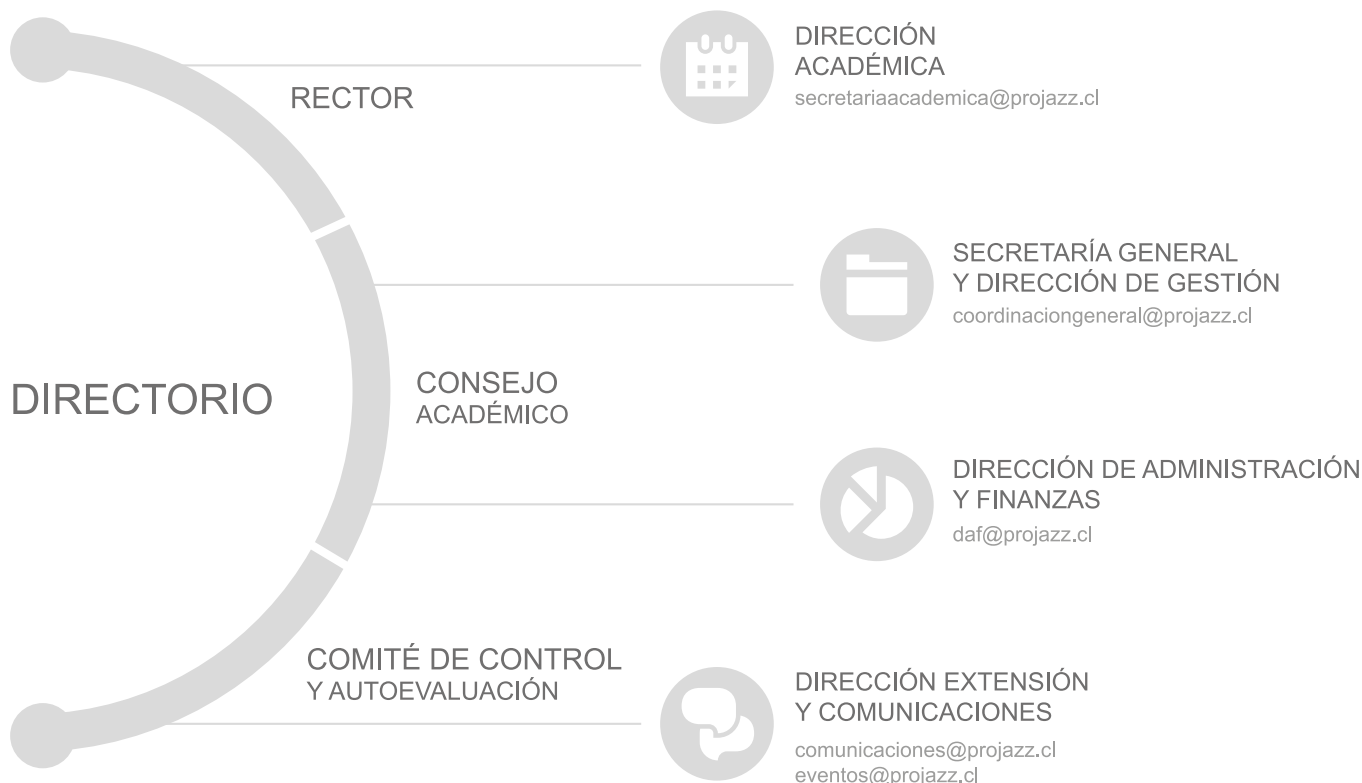 DIRECCIÓN
ACADÉMICA
secretariaacademica@projazz.cl
RECTOR
SECRETARÍA GENERAL
Y DIRECCIÓN DE GESTIÓN
coordinaciongeneral@projazz.cl
DIRECTORIO
CONSEJO
ACADÉMICO
DIRECCIÓN DE ADMINISTRACIÓN
Y FINANZAS
daf@projazz.cl
COMITÉ DE CONTROL
Y AUTOEVALUACIÓN
DIRECCIÓN EXTENSIÓN
Y COMUNICACIONES
comunicaciones@projazz.cl
eventos@projazz.cl